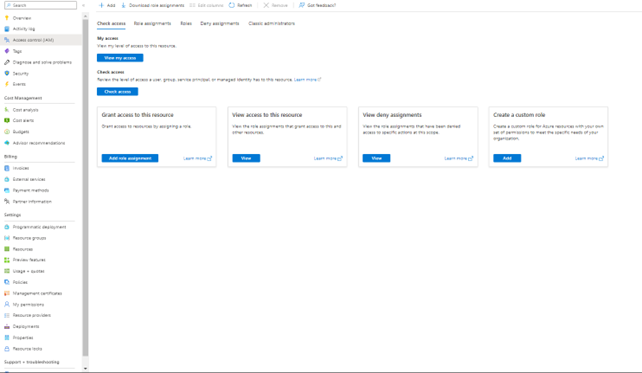 Search
Add
Download role assignments
Edit columns
Refresh
Remove
Got feedback?
Overview
Activity log
Access control (IAM)
Tags
Diagnose and solve problems
Security
Events
Cost Management
Cost analysis
Cost alerts
Budgets
Advisor recommendations
Billing
Invoices
External services
Payment methods
Partner information
Settings
Programmatic deployment
Resource groups
Resources
Preview features
Usage + quotas
Policies
Management certificates
My permissions
Resource providers
Deployments
Properties
Resource locks
Support + troubleshooting
Check access
Role assignments
Roles
Deny assignments
Classic administrators
My access
View my level of access to this resource.
View my access
Check access
Review the level of access a user, group, service principal, or managed identity has to this resource. Learn more
Check access
Grant access to this resource
Grant access to resources by assigning a role.
Add role assignment
Learn more
View access to this resource
View the role assignments that grant access to this and
other resources.
View
Learn more
View deny assignments
View the role assignments that have been denied
access to specific actions at this scope.
View
Learn more
Create a custom role
Create a custom role for Azure resources with your own
set of permissions to meet the specific needs of your
organization.
Add
Learn more